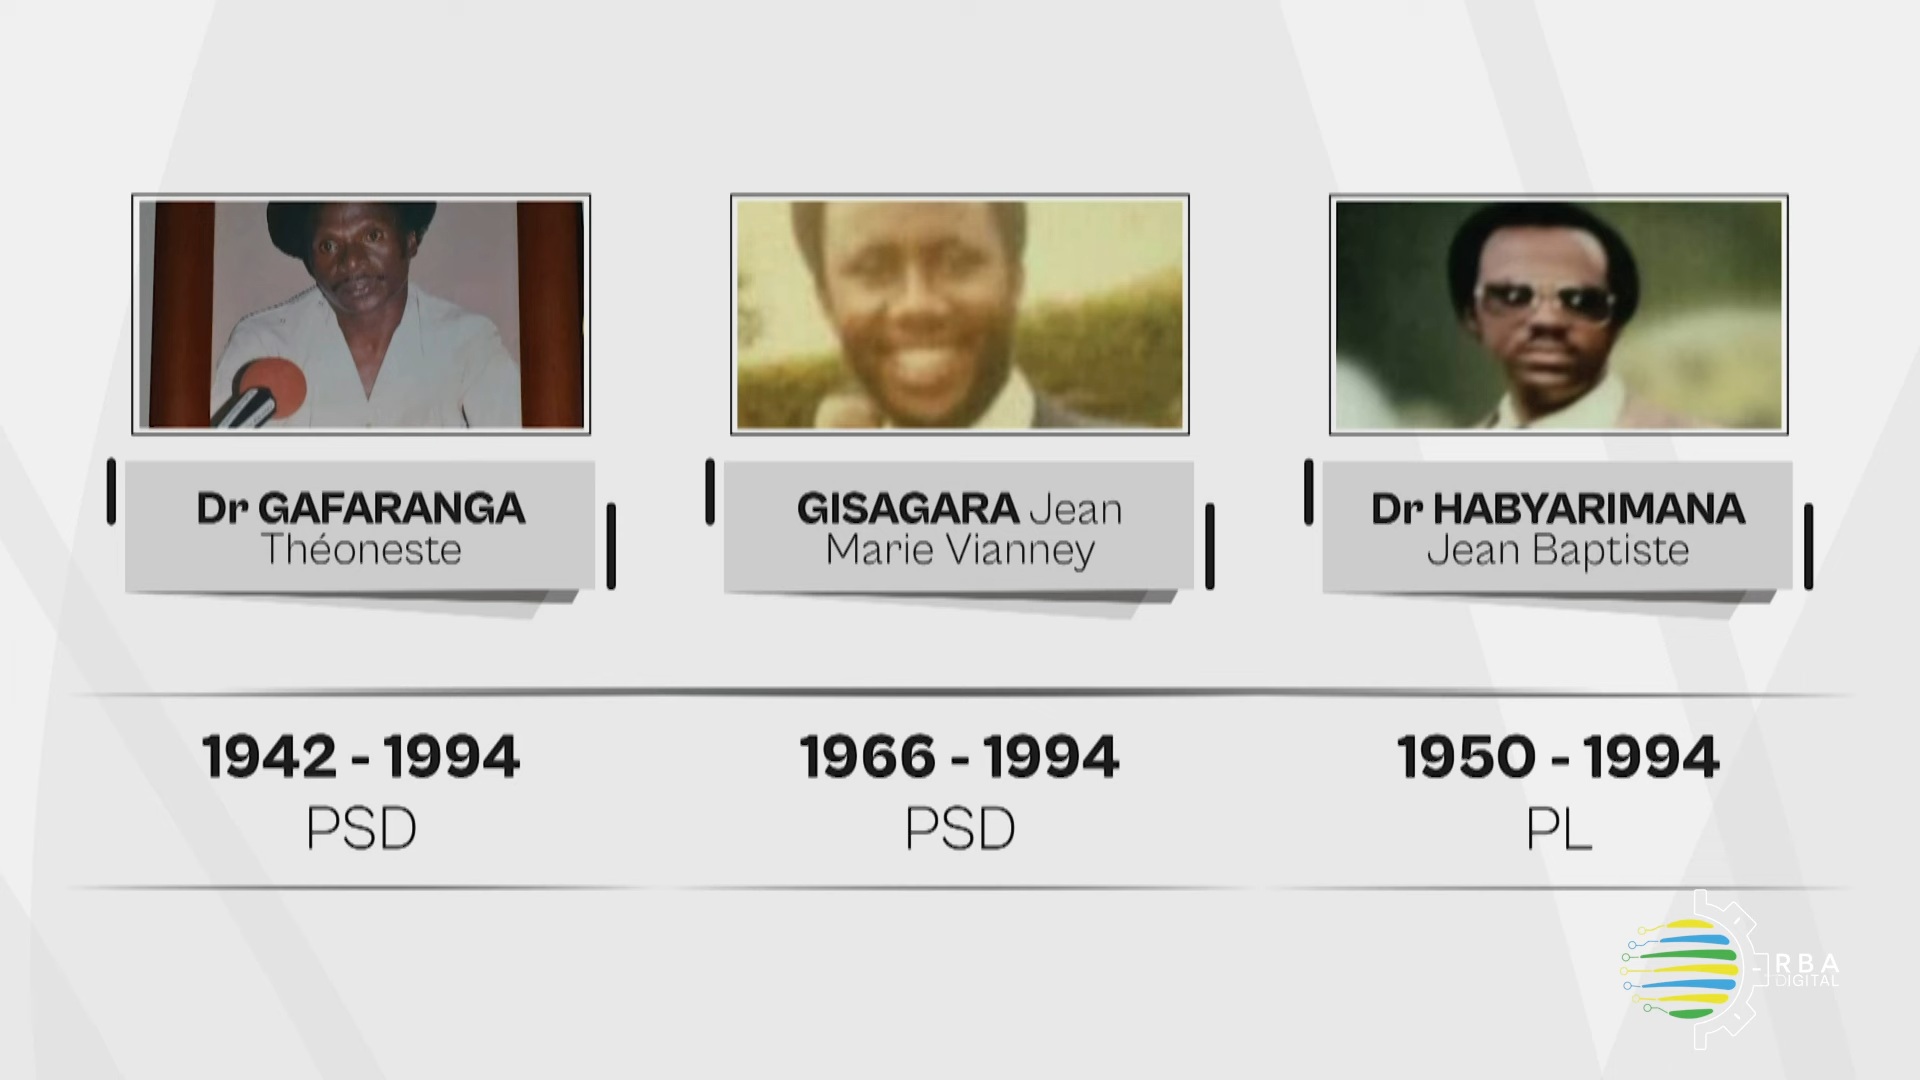 Dr GAFARANGA
Théoneste
GISAGARA Jean
Marie Vianney
Dr HABYARIMANA
Jean Baptiste
1942 - 1994
PSD
1966 - 1994
PSD
1950 - 1994
PL
RBA
DIGITAL